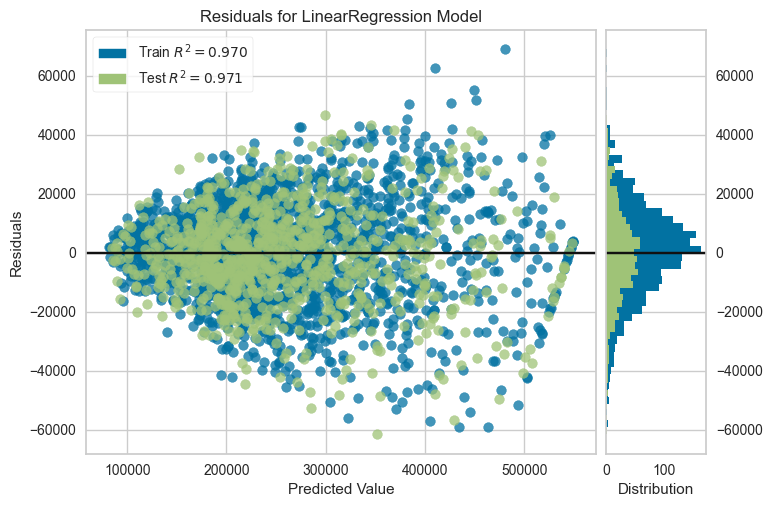 Residuals for LinearRegression Model
Train R² = 0.970
Test R² = 0.971
Residuals
60000
40000
20000
0
−20000
−40000
−60000
100000 200000 300000 400000 500000
Predicted Value
60000
40000
20000
0
−20000
−40000
−60000
0 100
Distribution